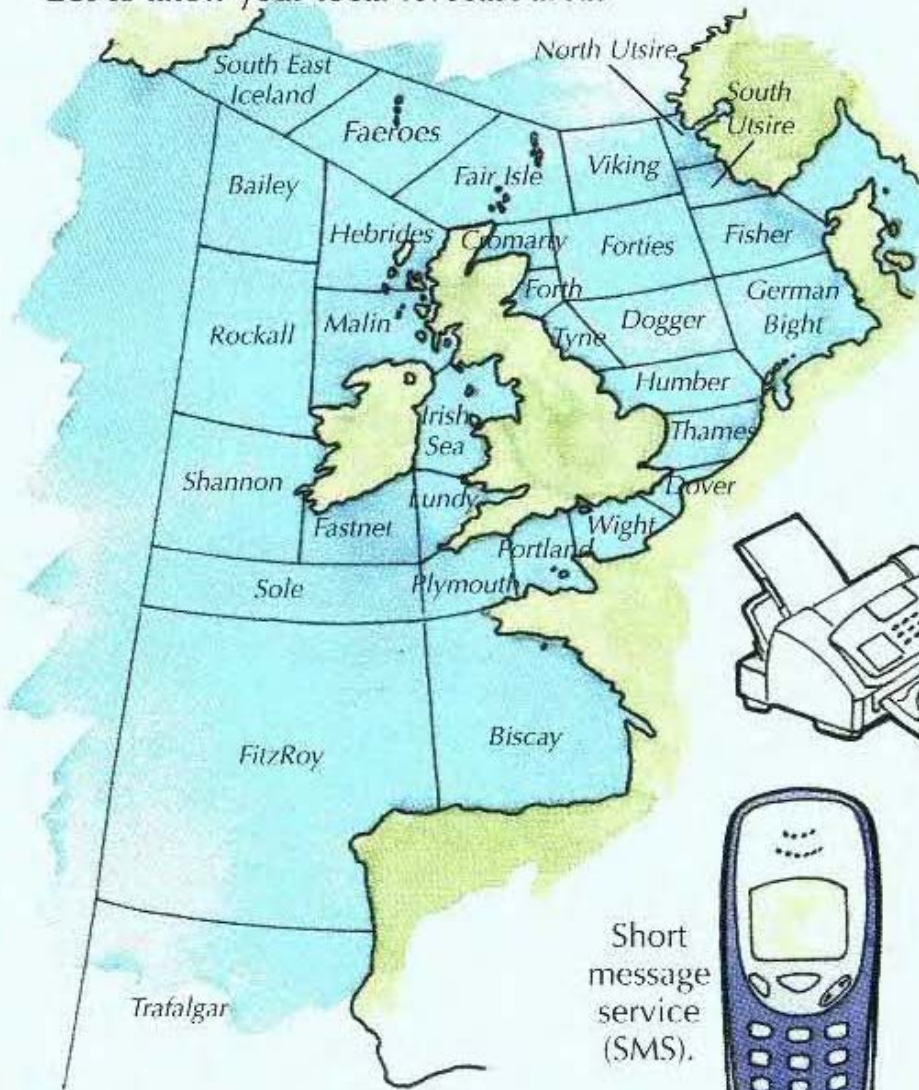 North Utsire
South East
Iceland
South
Utsire
Faeroes
Fair Isle
Viking
Bailey
Hebrides
Cromarty
Forties
Fisher
Forth
German
Bight
Rockall
Malin
Tyne
Dogger
Humber
Irish
Sea
Thames
Shannon
Lundy
Dover
Fastnet
Wight
Portland
Sole
Plymouth
FitzRoy
Biscay
Trafalgar
Short
message
service
(SMS).